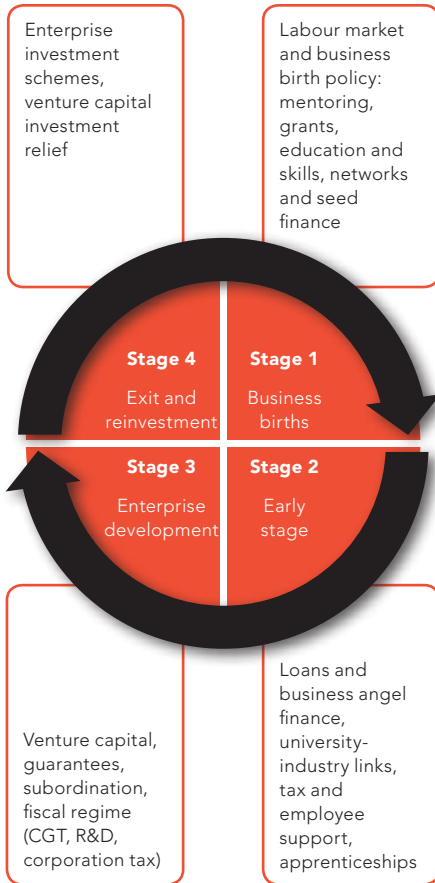 Enterprise
investment
schemes,
venture capital
investment
relief
Labour market
and business
birth policy:
mentoring,
grants,
education and
skills, networks
and seed
finance
Stage 4
Exit and
reinvestment
Stage 1
Business
births
Stage 3
Enterprise
development
Stage 2
Early
stage
Venture capital,
guarantees,
subordination,
fiscal regime
(CGT, R&D,
corporation tax)
Loans and
business angel
finance,
university-
industry links,
tax and
employee
support,
apprenticeships